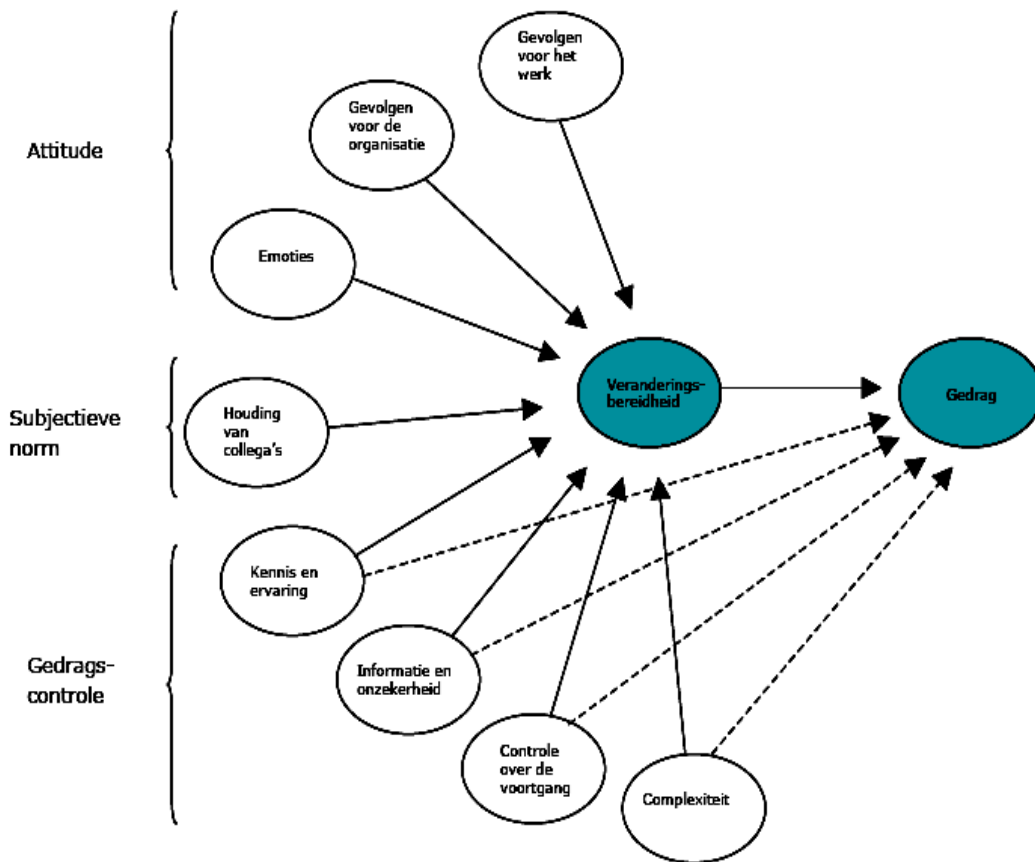 Gevolgen
voor het
werk
Gevolgen
voor de
organisatie
Attitude
Emoties
Veranderings-
bereidheid
Gedrag
Subjectieve
norm
Houding
van
collega's
Kennis en
ervaring
Gedrags-
controle
Informatie en
onzekerheid
Controle
over de
voortgang
Complexiteit